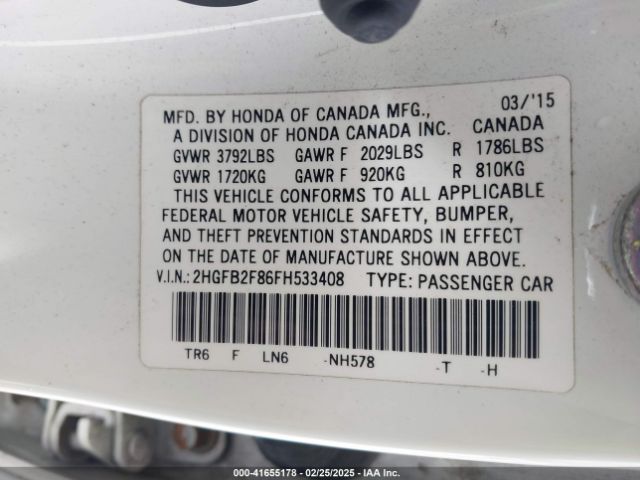 MFD. BY HONDA OF CANADA MFG., 03/'15
A DIVISION OF HONDA CANADA INC. CANADA
GVWR 3792LBS GAWR F 2029LBS R 1786LBS
GVWR 1720KG GAWR F 920KG R 810KG
THIS VEHICLE CONFORMS TO ALL APPLICABLE
FEDERAL MOTOR VEHICLE SAFETY, BUMPER,
AND THEFT PREVENTION STANDARDS IN EFFECT
ON THE DATE OF MANUFACTURE SHOWN ABOVE.
V.I.N.: 2HGFB2F86FH533408 TYPE: PASSENGER CAR
TR6 F LN6 -NH578 -T -H
000-41655178 - 02/25/2025 - IAA Inc.